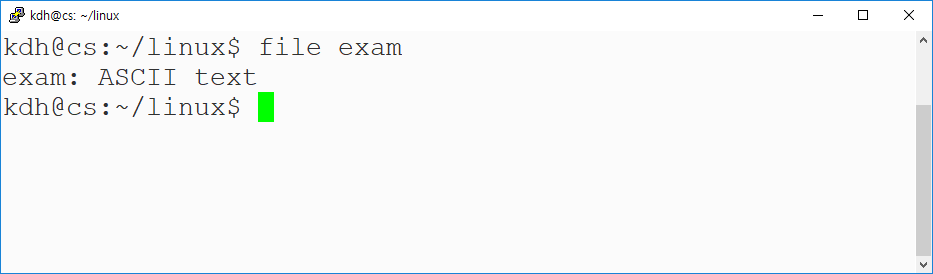 kdh@cs: ~/linux
kdh@cs:~/linux$ file exam
exam: ASCII text
kdh@cs:~/linux$